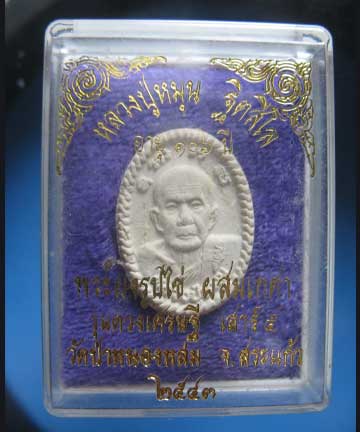 หลวงปู่หมุน ฐิตสีโล
อายุ ๑๐๗ ปี
พระผงรูปไข่ ผสมเกศา
รุ่นดวงเศรษฐี เสาร์ ๕
วัดป่าหนองหล่ม จ.สระแก้ว
๒๕๔๓